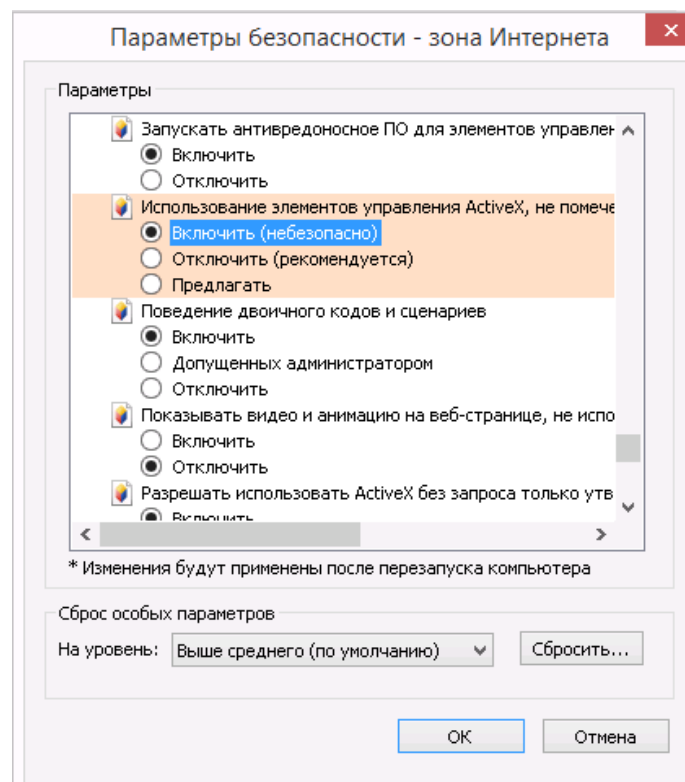 Параметры безопасности - зона Интернета
Параметры
Запускать антивредоносное ПО для элементов управлен
Включить
Отключить
Использование элементов управления ActiveX, не помече
Включить (небезопасно)
Отключить (рекомендуется)
Предлагать
Поведение двоичного кодов и сценариев
Включить
Допущенных администратором
Отключить
Показывать видео и анимацию на веб-странице, не испо
Включить
Отключить
Разрешать использовать ActiveX без запроса только утв
Включить
* Изменения будут применены после перезапуска компьютера
Сброс особых параметров
На уровень: Выше среднего (по умолчанию) Сбросить...
ОК Отмена